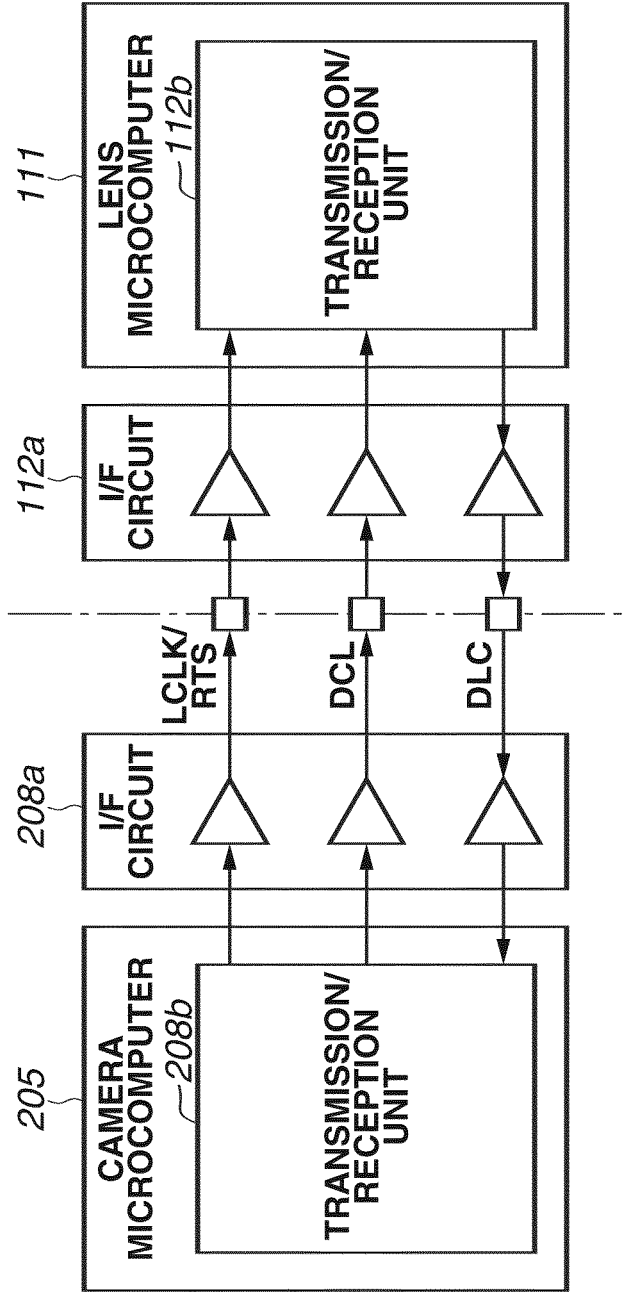 205
CAMERA
MICROCOMPUTER
208b
TRANSMISSION/
RECEPTION
UNIT
208a
I/F
CIRCUIT
LCLK/
RTS
DCL
DLC
112a
I/F
CIRCUIT
111
LENS
MICROCOMPUTER
112b
TRANSMISSION/
RECEPTION
UNIT